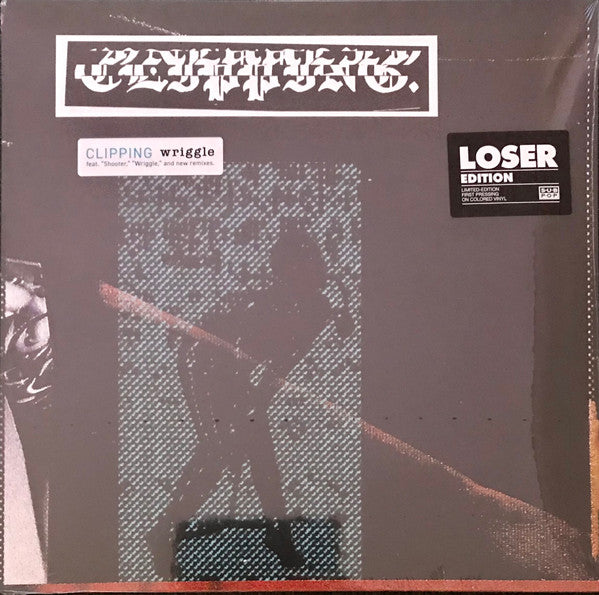 CLIPPING.
CLIPPING wriggle
feat. "Shooter," "Wriggle," and new remixes.
LOSER
EDITION
LIMITED-EDITION
FIRST PRESSING
ON COLORED VINYL
SUB
POP